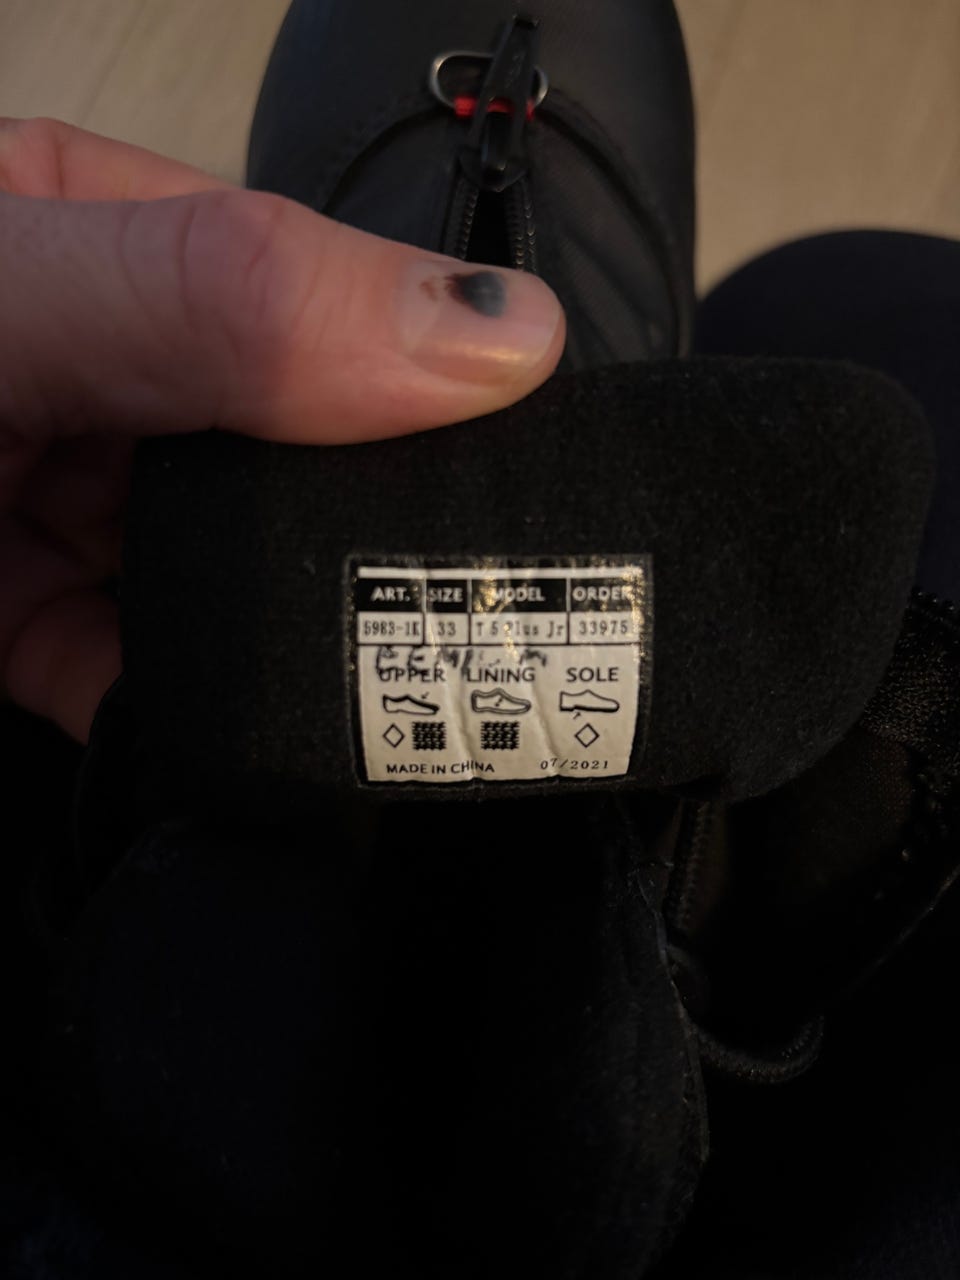 ART. SIZE MODEL ORDER
5983-1K 33 T 5 Plus Jr 33975
UPPER LINING SOLE
MADE IN CHINA 07/2021